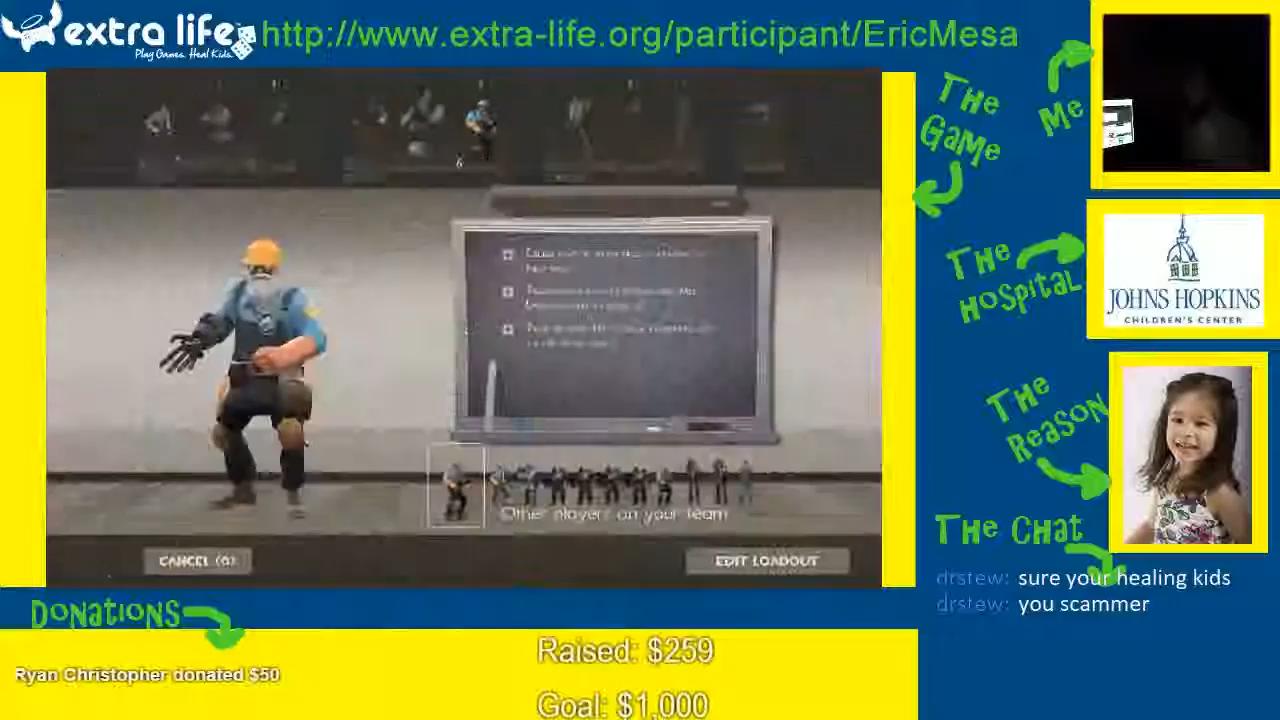 extra life
Play Games. Heal Kids.
http://www.extra-life.org/participant/EricMesa
THE GAME
Me
THE HOSPITAL
JOHNS HOPKINS
CHILDREN'S CENTER
THE REASON
Other players on your team
CANCEL (0)
EDIT LOADOUT
THE CHAT
drstew: sure your healing kids
drstew: you scammer
DONATIONS
Ryan Christopher donated $50
Raised: $259
Goal: $1,000